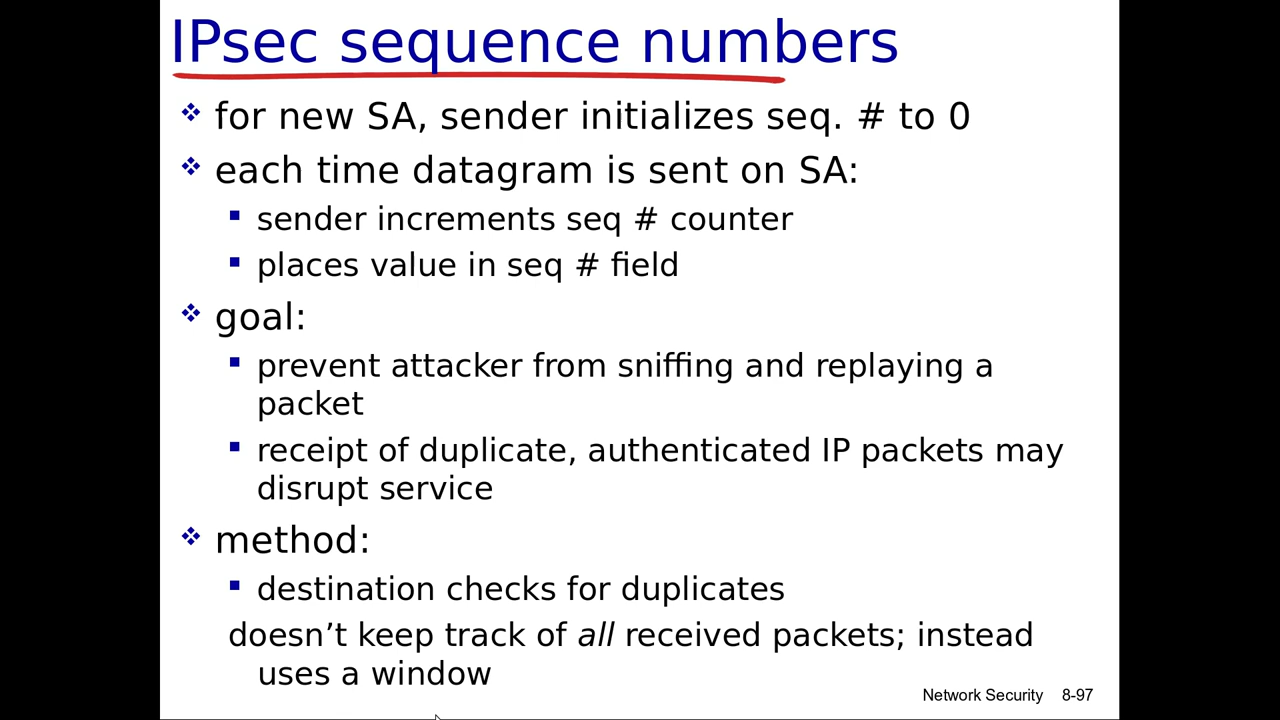 IPsec sequence numbers
for new SA, sender initializes seq. # to 0
each time datagram is sent on SA:
sender increments seq # counter
places value in seq # field
goal:
prevent attacker from sniffing and replaying a
packet
receipt of duplicate, authenticated IP packets may
disrupt service
method:
destination checks for duplicates
doesn’t keep track of all received packets; instead
uses a window
Network Security 8-97